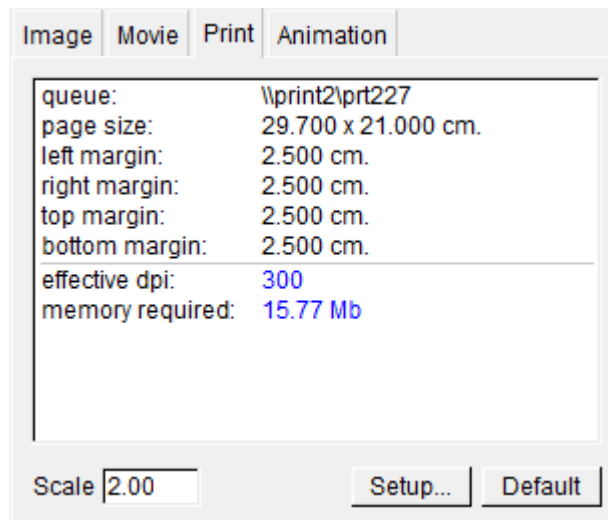 Image Movie Print Animation
queue: \\print2\prt227
page size: 29.700 x 21.000 cm.
left margin: 2.500 cm.
right margin: 2.500 cm.
top margin: 2.500 cm.
bottom margin: 2.500 cm.
effective dpi: 300
memory required: 15.77 Mb
Scale 2.00 Setup... Default